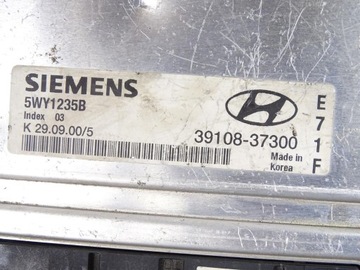 SIEMENS
5WY1235B
Index 03
K 29.09.00/5
39108-37300
Made in
Korea
E
7
1
F